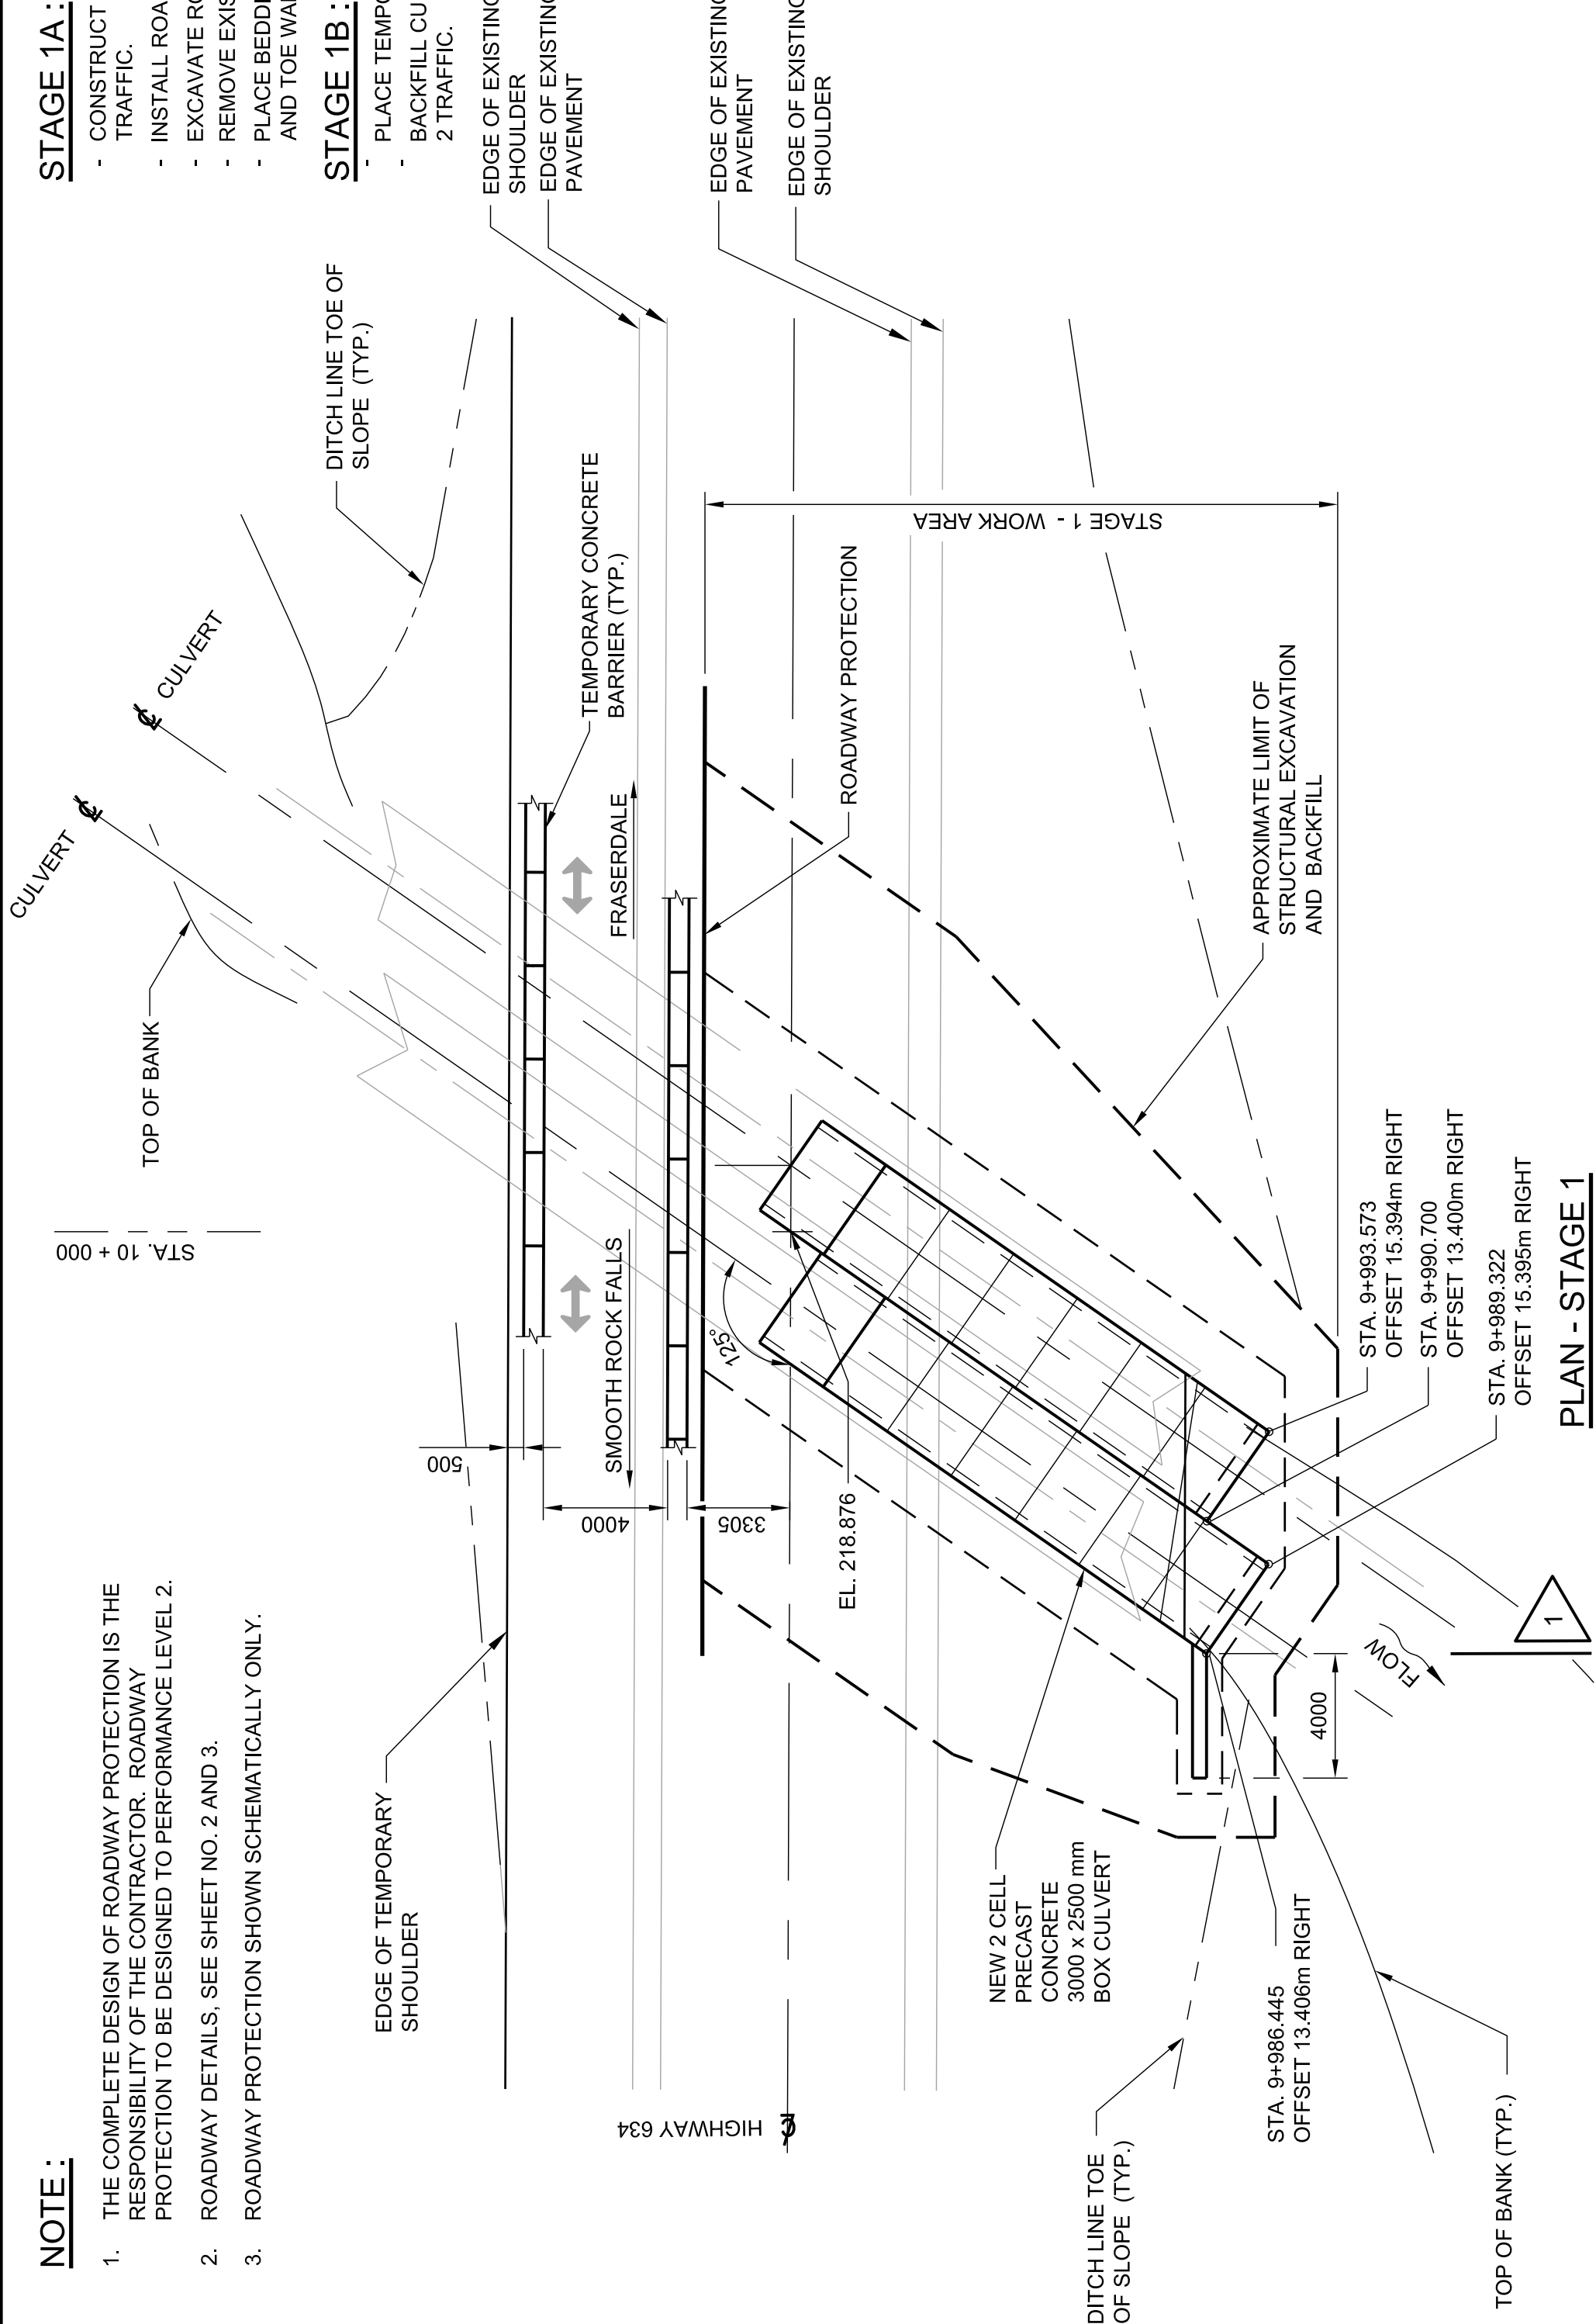 NOTE :
1. THE COMPLETE DESIGN OF ROADWAY PROTECTION IS THE
RESPONSIBILITY OF THE CONTRACTOR. ROADWAY
PROTECTION TO BE DESIGNED TO PERFORMANCE LEVEL 2.
2. ROADWAY DETAILS, SEE SHEET NO. 2 AND 3.
3. ROADWAY PROTECTION SHOWN SCHEMATICALLY ONLY.
STAGE 1A :
- CONSTRUCT
TRAFFIC.
- INSTALL ROA
- EXCAVATE RO
- REMOVE EXIS
- PLACE BEDDI
AND TOE WAL
STAGE 1B :
- PLACE TEMPO
- BACKFILL CU
2 TRAFFIC.
STA. 10 + 000
CULVERT ℄
℄ CULVERT
TOP OF BANK
DITCH LINE TOE OF
SLOPE (TYP.)
EDGE OF TEMPORARY
SHOULDER
500
4000
3305
SMOOTH ROCK FALLS
FRASERDALE
TEMPORARY CONCRETE
BARRIER (TYP.)
EDGE OF EXISTING
SHOULDER
EDGE OF EXISTING
PAVEMENT
EDGE OF EXISTING
PAVEMENT
EDGE OF EXISTING
SHOULDER
HIGHWAY 634 ℄
125°
EL. 218.876
ROADWAY PROTECTION
STAGE 1 - WORK AREA
NEW 2 CELL
PRECAST
CONCRETE
3000 x 2500 mm
BOX CULVERT
APPROXIMATE LIMIT OF
STRUCTURAL EXCAVATION
AND BACKFILL
DITCH LINE TOE
OF SLOPE (TYP.)
STA. 9+986.445
OFFSET 13.406m RIGHT
4000
FLOW
STA. 9+993.573
OFFSET 15.394m RIGHT
STA. 9+990.700
OFFSET 13.400m RIGHT
STA. 9+989.322
OFFSET 15.395m RIGHT
TOP OF BANK (TYP.)
1
PLAN - STAGE 1